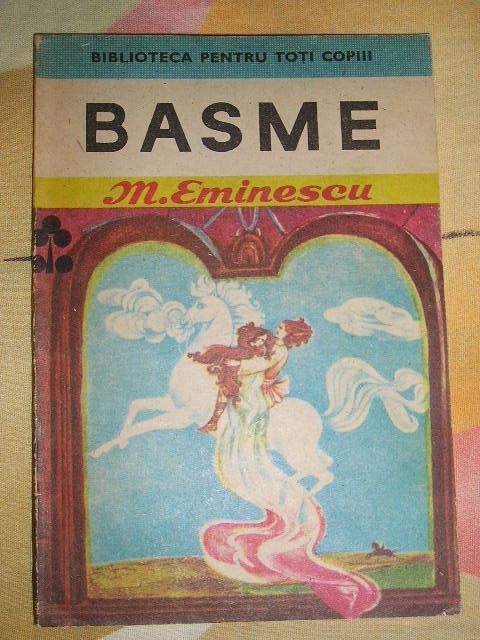 BIBLIOTECA PENTRU TOȚI COPIII
BASME
M. Eminescu